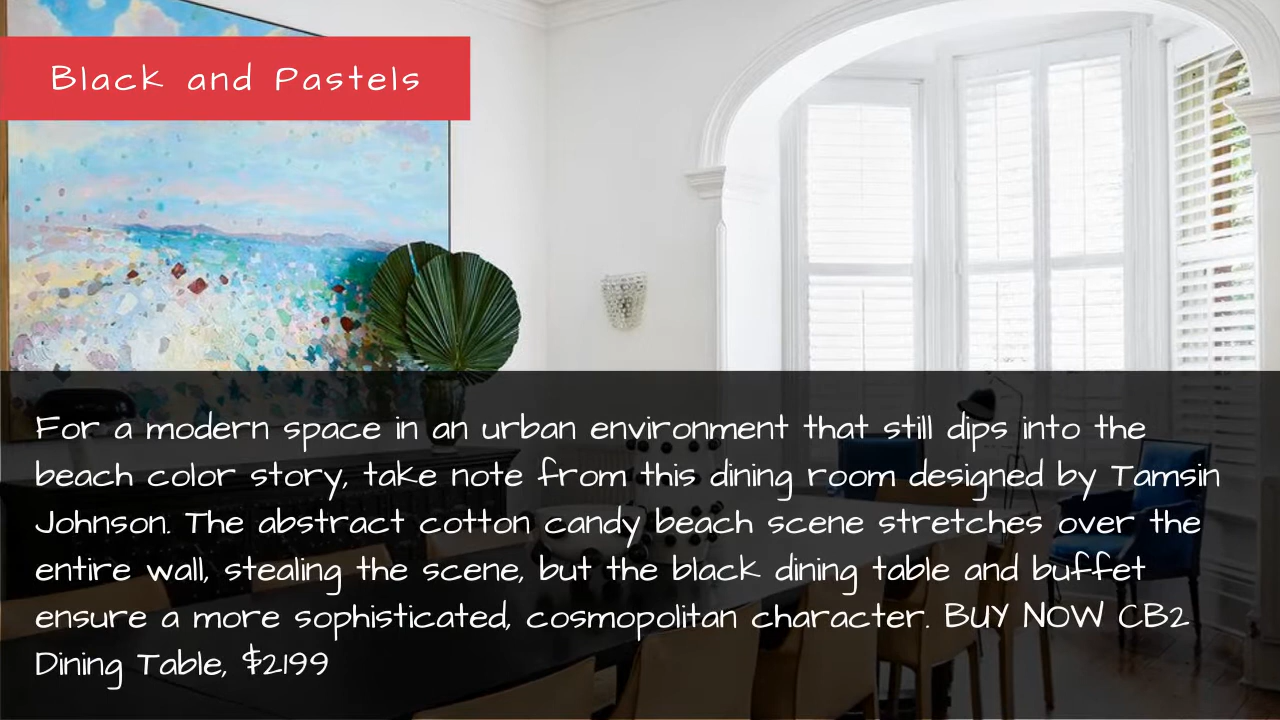 Black and Pastels
For a modern space in an urban environment that still dips into the
beach color story, take note from this dining room designed by Tamsin
Johnson. The abstract cotton candy beach scene stretches over the
entire wall, stealing the scene, but the black dining table and buffet
ensure a more sophisticated, cosmopolitan character. BUY NOW CB2
Dining Table, $2199